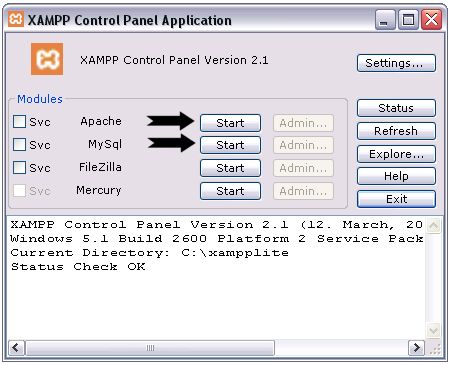 XAMPP Control Panel Application
XAMPP Control Panel Version 2.1
Settings...
Modules
Svc Apache Start Admin...
Svc MySql Start Admin...
Svc FileZilla Start Admin...
Svc Mercury Start Admin...
Status
Refresh
Explore...
Help
Exit
XAMPP Control Panel Version 2.1 (12. March, 20
Windows 5.1 Build 2600 Platform 2 Service Pack
Current Directory: C:\xampplite
Status Check OK